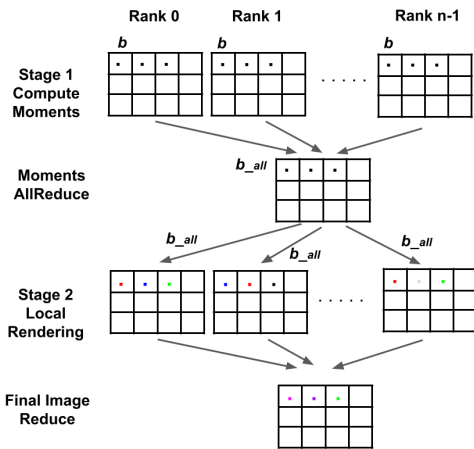 Rank 0 Rank 1 Rank n-1
b b b
Stage 1
Compute
Moments
. . . . .
b_all
Moments
AllReduce
b_all b_all b_all
Stage 2
Local
Rendering
. . . . .
Final Image
Reduce